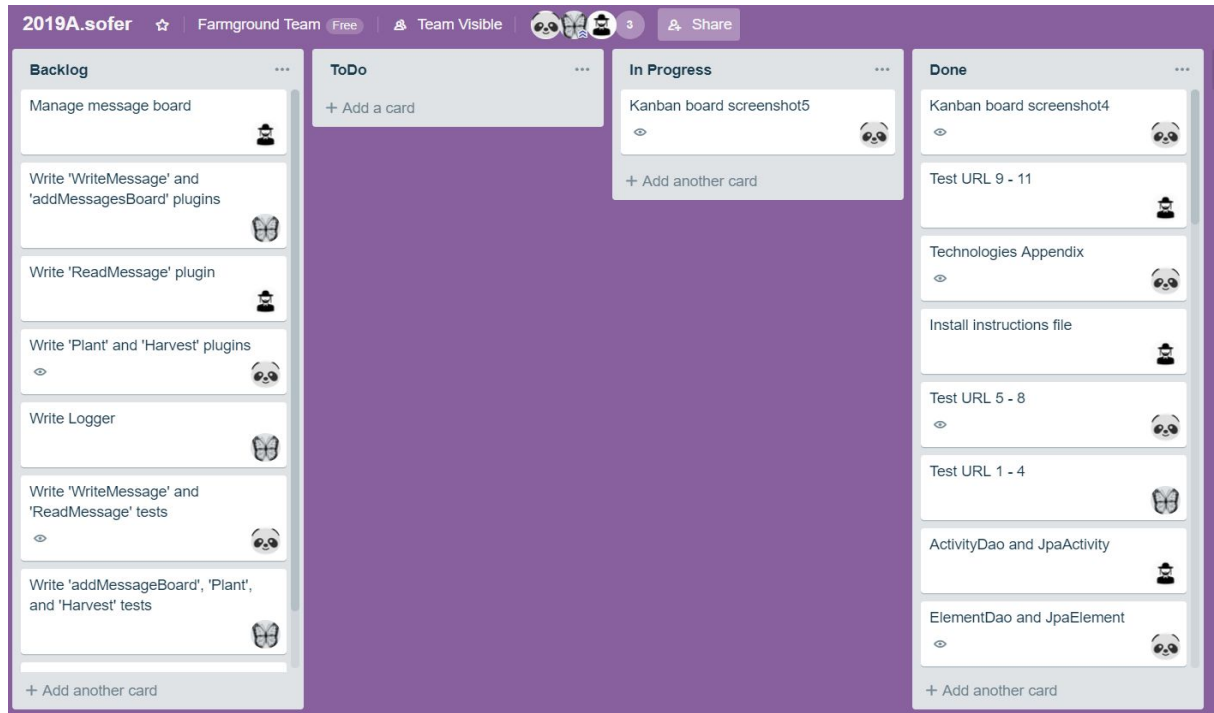 2019A.sofer Farmground Team Free Team Visible 3 Share
Backlog
Manage message board
Write 'WriteMessage' and
'addMessagesBoard' plugins
Write 'ReadMessage' plugin
Write 'Plant' and 'Harvest' plugins
Write Logger
Write 'WriteMessage' and
'ReadMessage' tests
Write 'addMessageBoard', 'Plant',
and 'Harvest' tests
+ Add another card
ToDo
+ Add a card
In Progress
Kanban board screenshot5
+ Add another card
Done
Kanban board screenshot4
Test URL 9 - 11
Technologies Appendix
Install instructions file
Test URL 5 - 8
Test URL 1 - 4
ActivityDao and JpaActivity
ElementDao and JpaElement
+ Add another card